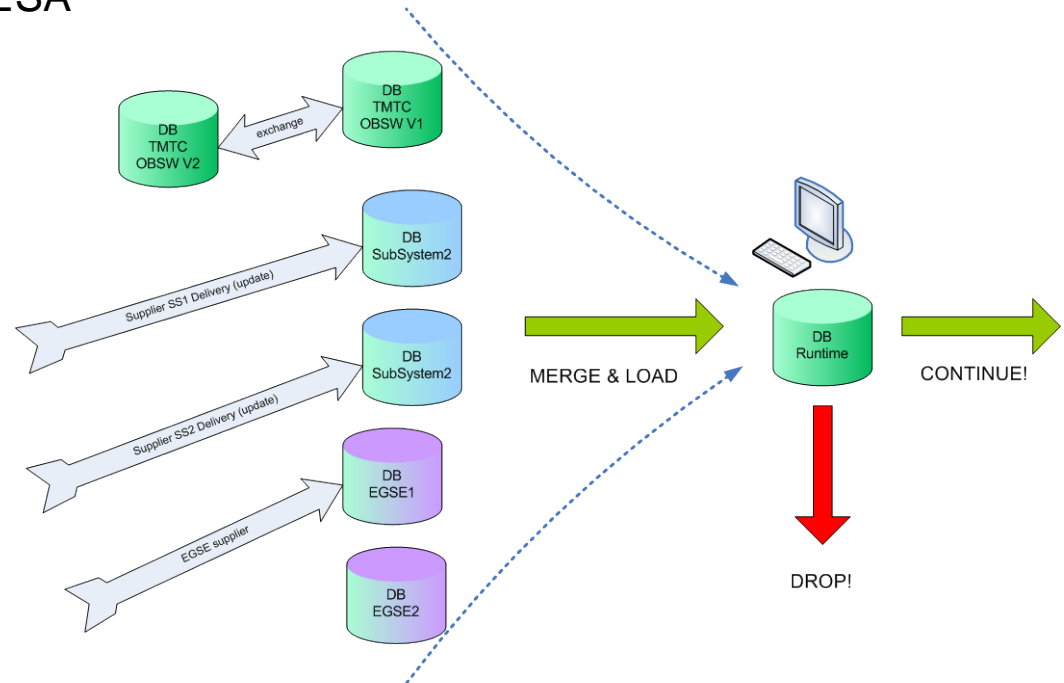 ESA
DB
TMTC
OBSW V1
exchange
DB
TMTC
OBSW V2
DB
SubSystem2
Supplier SS1 Delivery (update)
DB
SubSystem2
Supplier SS2 Delivery (update)
MERGE & LOAD
DB
Runtime
CONTINUE!
DB
EGSE1
EGSE supplier
DROP!
DB
EGSE2